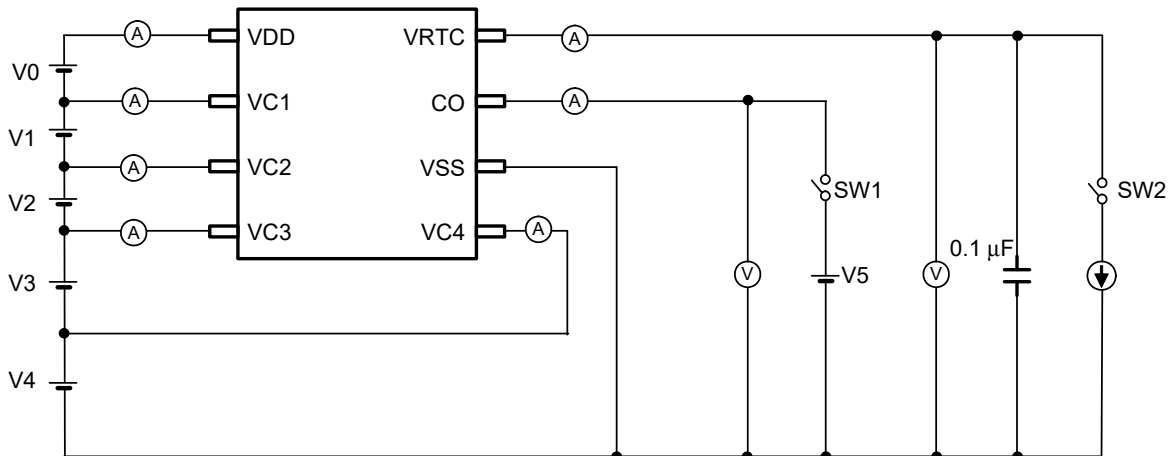 A
VDD
VRTC
A
V0
A
VC1
CO
A
V1
A
VC2
VSS
V2
SW1
SW2
A
VC3
VC4
A
V3
V
V5
V
0.1 µF
V4